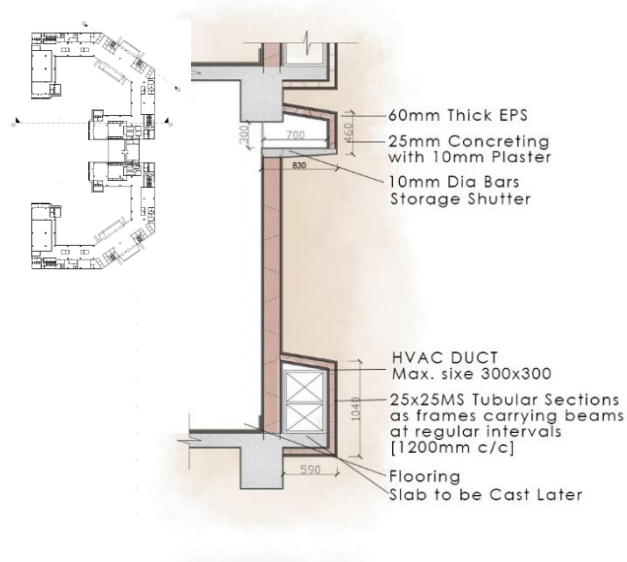 60mm Thick EPS
300
700
460
25mm Concreting
with 10mm Plaster
830
10mm Dia Bars
Storage Shutter
HVAC DUCT
Max. sixe 300x300
25x25MS Tubular Sections
as frames carrying beams
at regular intervals
[1200mm c/c]
1040
590
Flooring
Slab to be Cast Later